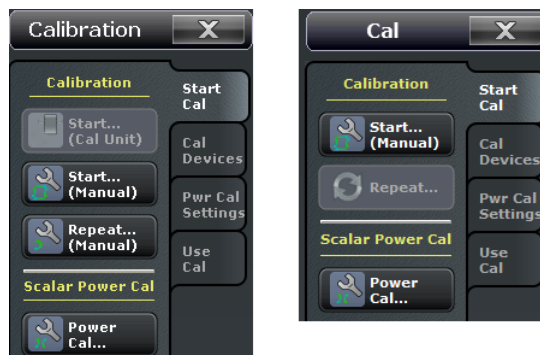 Calibration X
Calibration
Start...
(Cal Unit)
Start...
(Manual)
Repeat...
(Manual)
Scalar Power Cal
Power
Cal...
Start
Cal
Cal
Devices
Pwr Cal
Settings
Use
Cal
Cal X
Calibration
Start...
(Manual)
Repeat...
Scalar Power Cal
Power
Cal...
Start
Cal
Cal
Devices
Pwr Cal
Settings
Use
Cal